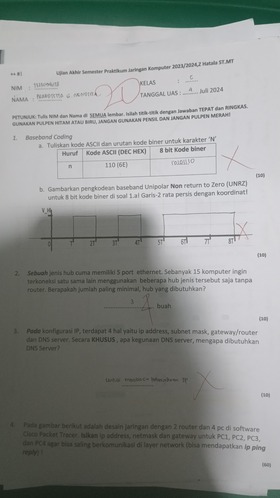 Ujian Akhir Semester Praktikum Jaringan Komputer 2023/2024,Z Hatala ST.MT
NIM :
KELAS : C
NAMA :
TANGGAL UAS : 4 Juli 2024
20
PETUNJUK: Tulis NIM dan Nama di SEMUA lembar. Isilah titik-titik dengan jawaban TEPAT dan RINGKAS.
GUNAKAN PULPEN HITAM ATAU BIRU, JANGAN GUNAKAN PENSIL DAN JANGAN PULPEN MERAH!
1. Baseband Coding
a. Tuliskan kode ASCII dan urutan kode biner untuk karakter 'N'
Huruf Kode ASCII (DEC HEX) 8 bit Kode biner
n 110 (6E)
(10)
b. Gambarkan pengkodean baseband Unipolar Non return to Zero (UNRZ)
untuk 8 bit kode biner di soal 1.a! Garis-2 rata persis dengan koordinat!
0 T 2T 3T 4T 5T 6T 7T 8T
(10)
2. Sebuah jenis hub cuma memiliki 5 port ethernet. Sebanyak 15 komputer ingin
terkoneksi satu sama lain menggunakan beberapa hub jenis tersebut saja tanpa
router. Berapakah jumlah paling minimal, hub yang dibutuhkan?
buah
(10)
3. Pada konfigurasi IP, terdapat 4 hal yaitu ip address, subnet mask, gateway/router
dan DNS server. Secara KHUSUS, apa kegunaan DNS server, mengapa dibutuhkan
DNS Server?
(10)
4. Pada gambar berikut adalah desain jaringan dengan 2 router dan 4 pc di software
Cisco Packet Tracer. Isikan ip address, netmask dan gateway untuk PC1, PC2, PC3,
dan PC4 agar bisa saling berkomunikasi di layer network (bisa mendapatkan ip ping
reply) !